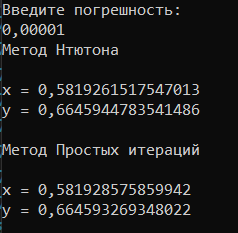 Введите погрешность:
0,00001
Метод Нтютона
x = 0,5819261517547013
y = 0,6645944783541486
Метод Простых итераций
x = 0,581928575859942
y = 0,664593269348022